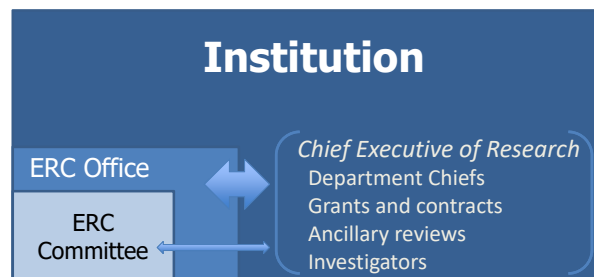 Institution
ERC Office
ERC
Committee
Chief Executive of Research
Department Chiefs
Grants and contracts
Ancillary reviews
Investigators